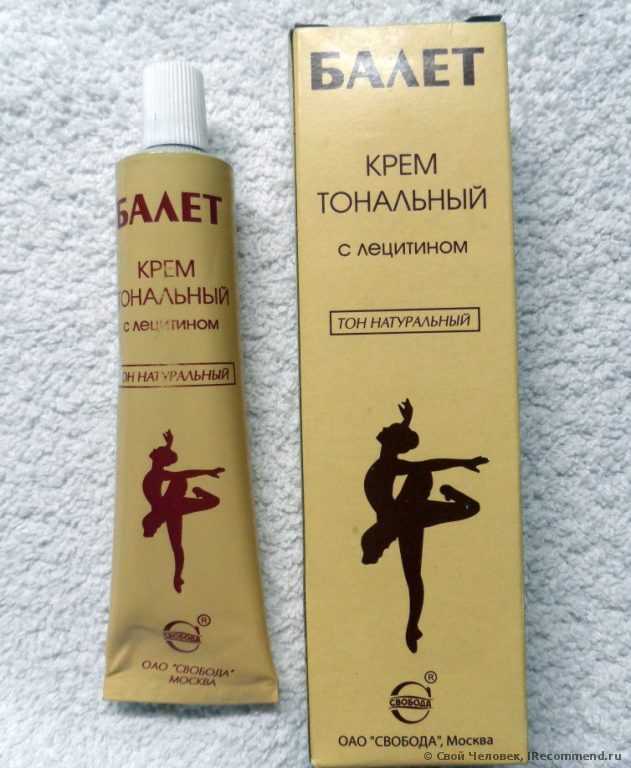 БАЛЕТ
КРЕМ
ТОНАЛЬНЫЙ
с лецитином
ТОН НАТУРАЛЬНЫЙ
®
СВОБОДА
ОАО "СВОБОДА"
МОСКВА
БАЛЕТ
КРЕМ
ТОНАЛЬНЫЙ
с лецитином
ТОН НАТУРАЛЬНЫЙ
®
СВОБОДА
ОАО "СВОБОДА", Москва
© Свой Человек, IRecommend.ru